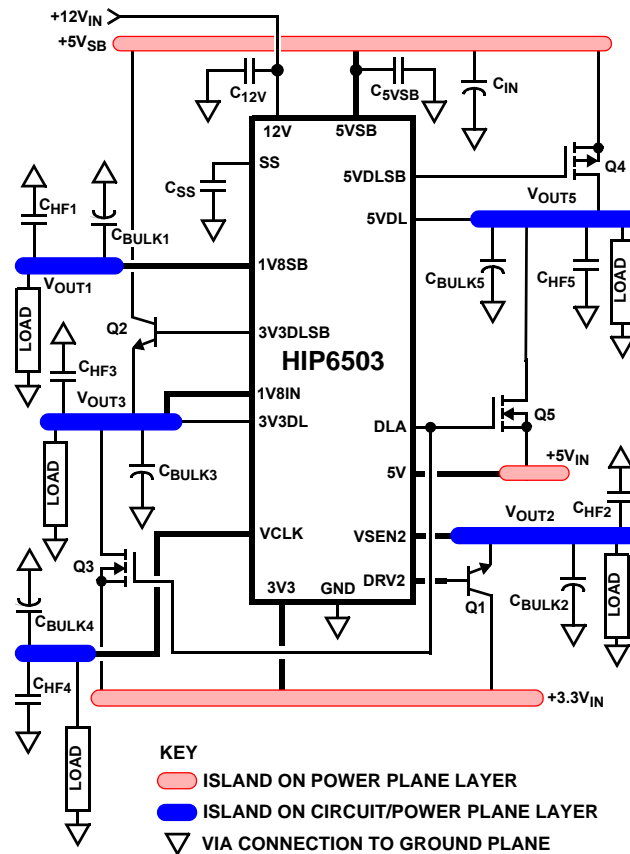 +12VIN
+5VSB
C12V
C5VSB
CIN
12V
5VSB
SS
CSS
5VDLSB
Q4
VOUT5
5VDL
CHF1
CBULK1
1V8SB
VOUT1
LOAD
CBULK5
CHF5
LOAD
Q2
3V3DLSB
HIP6503
CHF3
VOUT3
1V8IN
3V3DL
DLA
Q5
+5VIN
5V
LOAD
CBULK3
CHF2
VOUT2
VCLK
VSEN2
Q3
3V3
GND
DRV2
Q1
CBULK2
LOAD
CBULK4
CHF4
LOAD
+3.3VIN
KEY
ISLAND ON POWER PLANE LAYER
ISLAND ON CIRCUIT/POWER PLANE LAYER
VIA CONNECTION TO GROUND PLANE